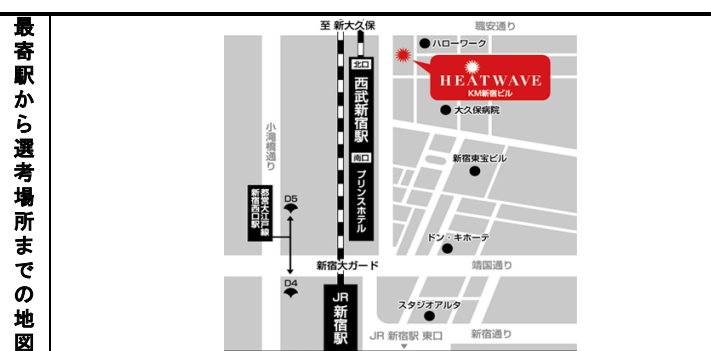 最寄駅から選考場所までの地図
至 新大久保
職安通り
ハローワーク
北口
HEATWAVE
KM新宿ビル
西武新宿駅
大久保病院
小滝橋通り
南口
新宿東宝ビル
プリンスホテル
都営大江戸線
新宿西口駅
D5
ドン・キホーテ
新宿大ガード
靖国通り
D4
JR
新宿駅
スタジオアルタ
JR 新宿駅 東口
新宿通り